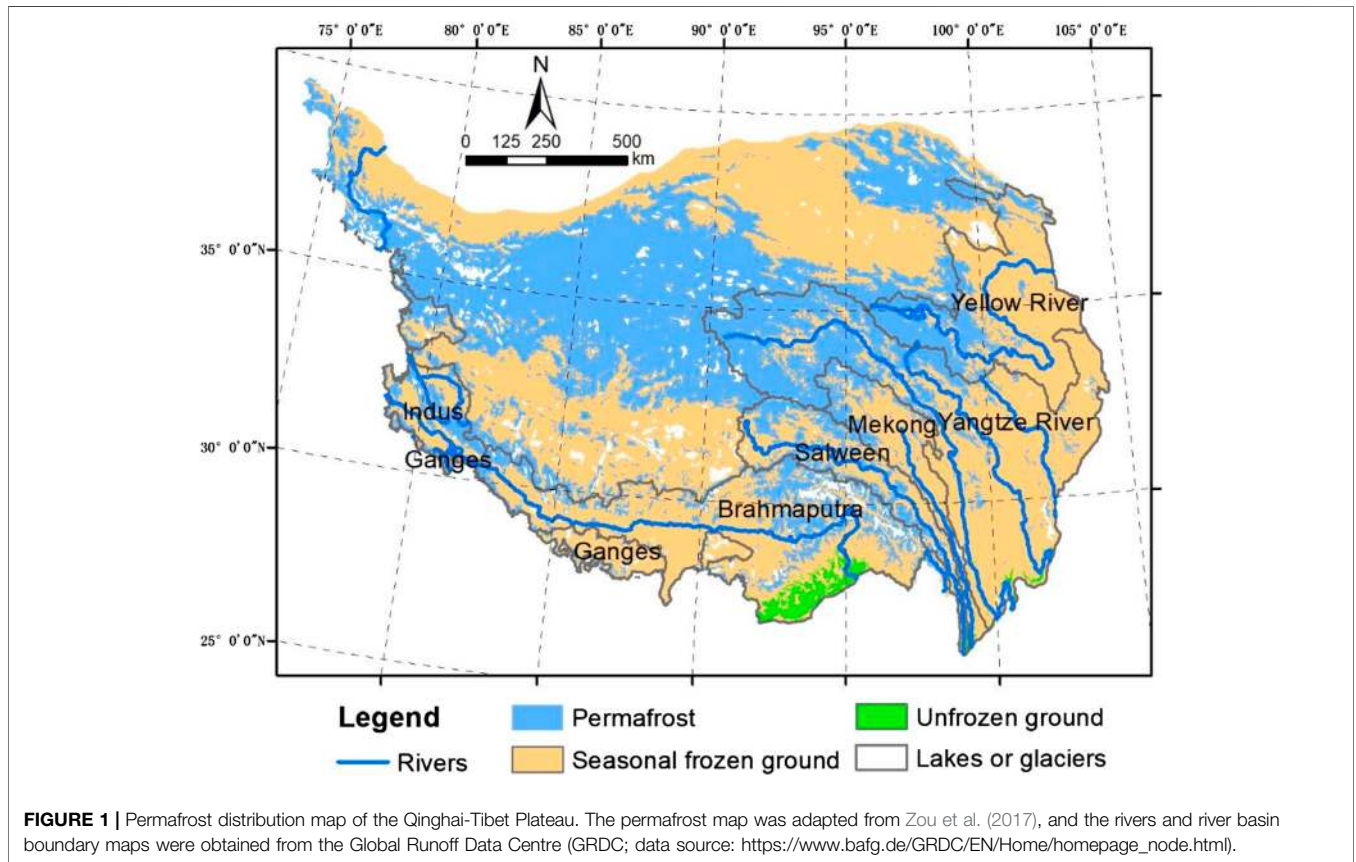 75° 0′0″E 80° 0′0″E 85° 0′0″E 90° 0′0″E 95° 0′0″E 100° 0′0″E 105° 0′0″E
N
0 125 250 500
km
35° 0′0″N
Yellow River
Indus
Mekong
Yangtze River
30° 0′0″N
Salween
Ganges
Brahmaputra
Ganges
25° 0′0″N
Legend
Permafrost
Unfrozen ground
Rivers
Seasonal frozen ground
Lakes or glaciers
FIGURE 1 | Permafrost distribution map of the Qinghai-Tibet Plateau. The permafrost map was adapted from Zou et al. (2017), and the rivers and river basin
boundary maps were obtained from the Global Runoff Data Centre (GRDC; data source: https://www.bafg.de/GRDC/EN/Home/homepage_node.html).